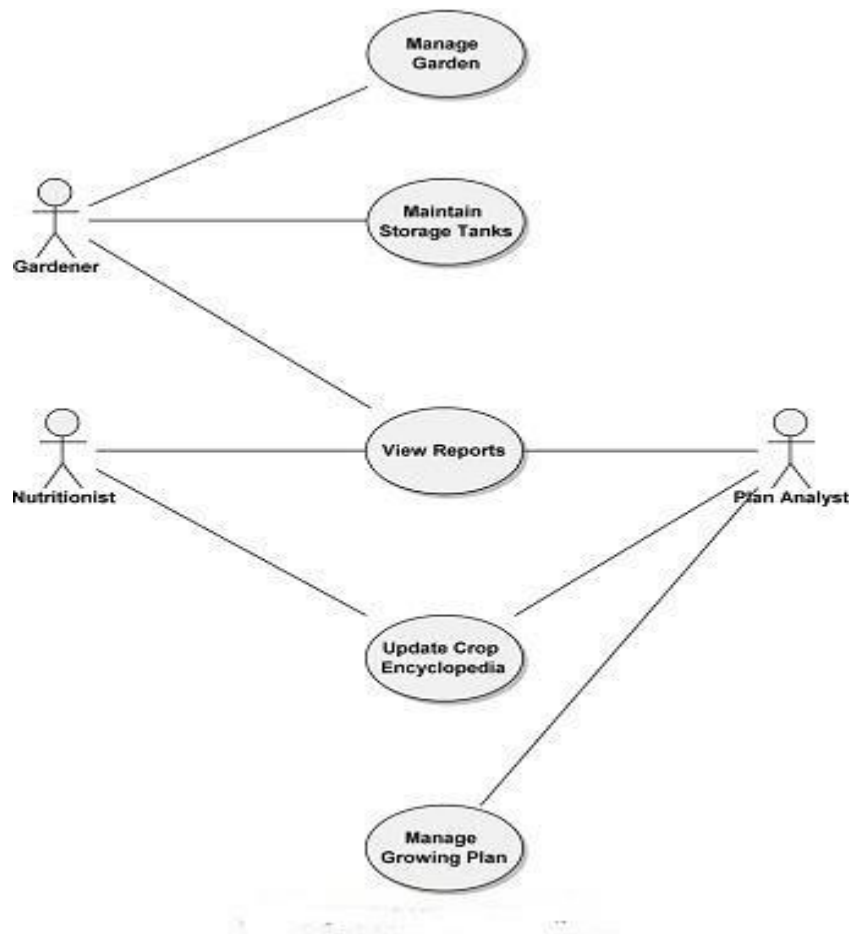 Manage
Garden
Maintain
Storage Tanks
Gardener
View Reports
Nutritionist
Plan Analyst
Update Crop
Encyclopedia
Manage
Growing Plan